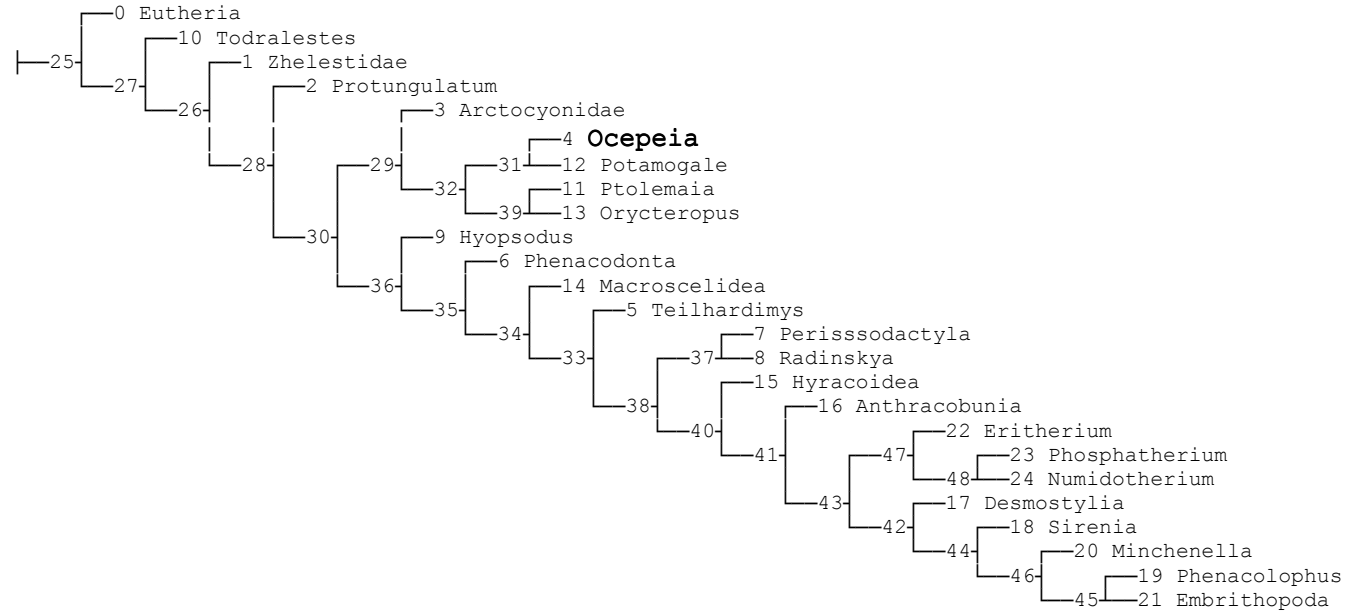 0 Eutheria
10 Todralestes
25 1 Zhelestidae
27 2 Protungulatum
26 3 Arctocyonidae
4 Ocepeia
28 29 31 12 Potamogale
32 11 Ptolemaia
39 13 Orycteropus
30 9 Hyopsodus
6 Phenacodonta
36 14 Macroscelidea
35 5 Teilhardimys
34 7 Perisssodactyla
33 37 8 Radinskya
15 Hyracoidea
38 16 Anthracobunia
40 22 Eritherium
41 47 23 Phosphatherium
48 24 Numidotherium
43 17 Desmostylia
42 18 Sirenia
44 20 Minchenella
46 19 Phenacolophus
45 21 Embrithopoda